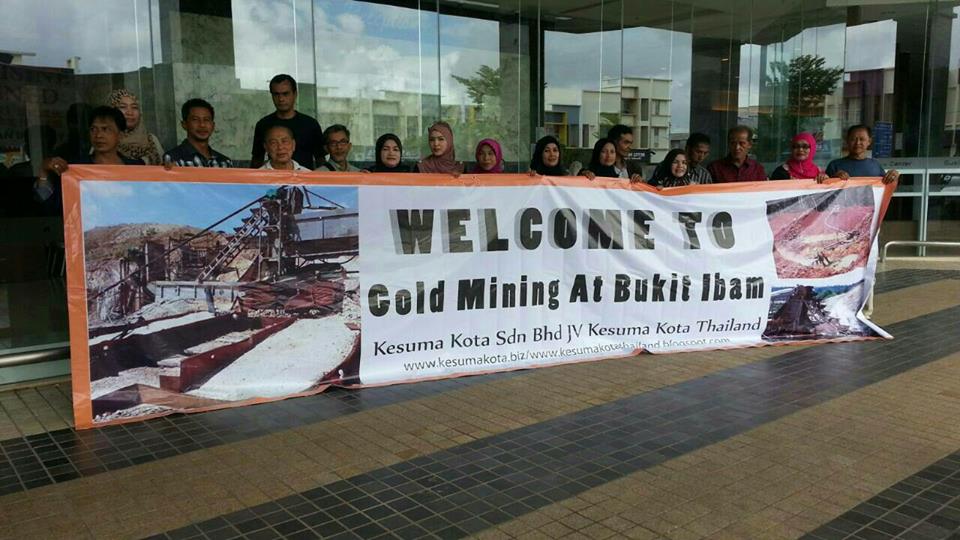 WELCOME TO
Gold Mining At Bukit Ibam
Kesuma Kota Sdn Bhd JV Kesuma Kota Thailand
www.kesumakota.biz/www.kesumakotathailand.blogspot.com
Center